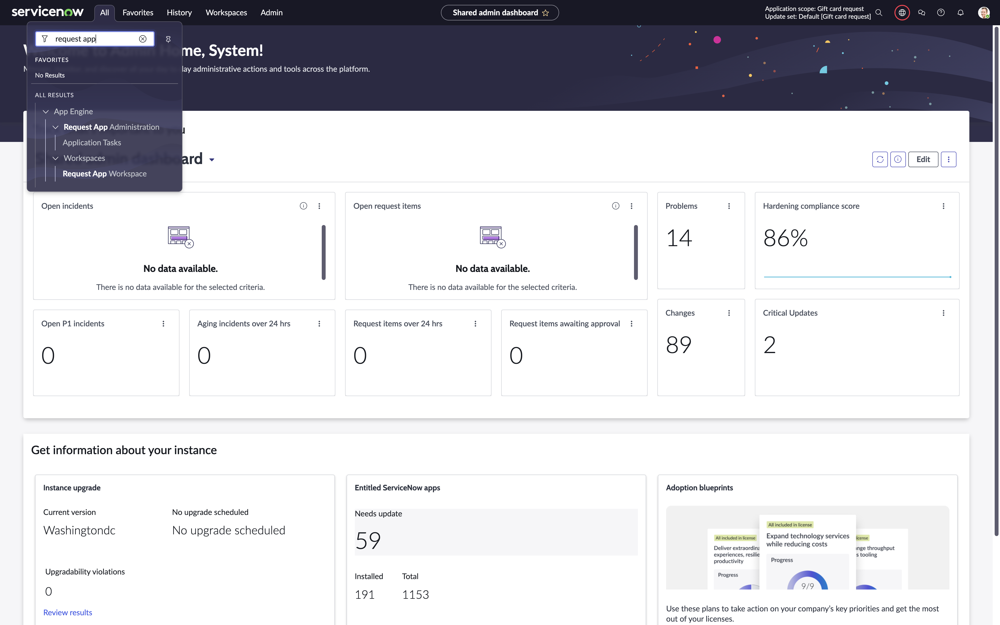 servicenow
All
Favorites
History
Workspaces
Admin
Shared admin dashboard
Application scope: Gift card request
Update set: Default [Gift card request]
request app
FAVORITES
No Results
ALL RESULTS
App Engine
Request App Administration
Application Tasks
Workspaces
Request App Workspace
me, System!
ay administrative actions and tools across the platform.
Edit
Open incidents
No data available.
There is no data available for the selected criteria.
Open request items
No data available.
There is no data available for the selected criteria.
Problems
14
Hardening compliance score
86%
Open P1 incidents
0
Aging incidents over 24 hrs
0
Request items over 24 hrs
0
Request items awaiting approval
0
Changes
89
Critical Updates
2
Get information about your instance
Instance upgrade
Current version
Washingtondc
No upgrade scheduled
No upgrade scheduled
Upgradability violations
0
Review results
Entitled ServiceNow apps
Needs update
59
Installed
191
Total
1153
Adoption blueprints
All included in license
Deliver extraordina
experiences, resilie
productivity
Progress
All included in license
Expand technology services
while reducing costs
Progress
9/9
icense
nge throughput
s tooling
Use these plans to take action on your company's key priorities and get the most
out of your licenses.